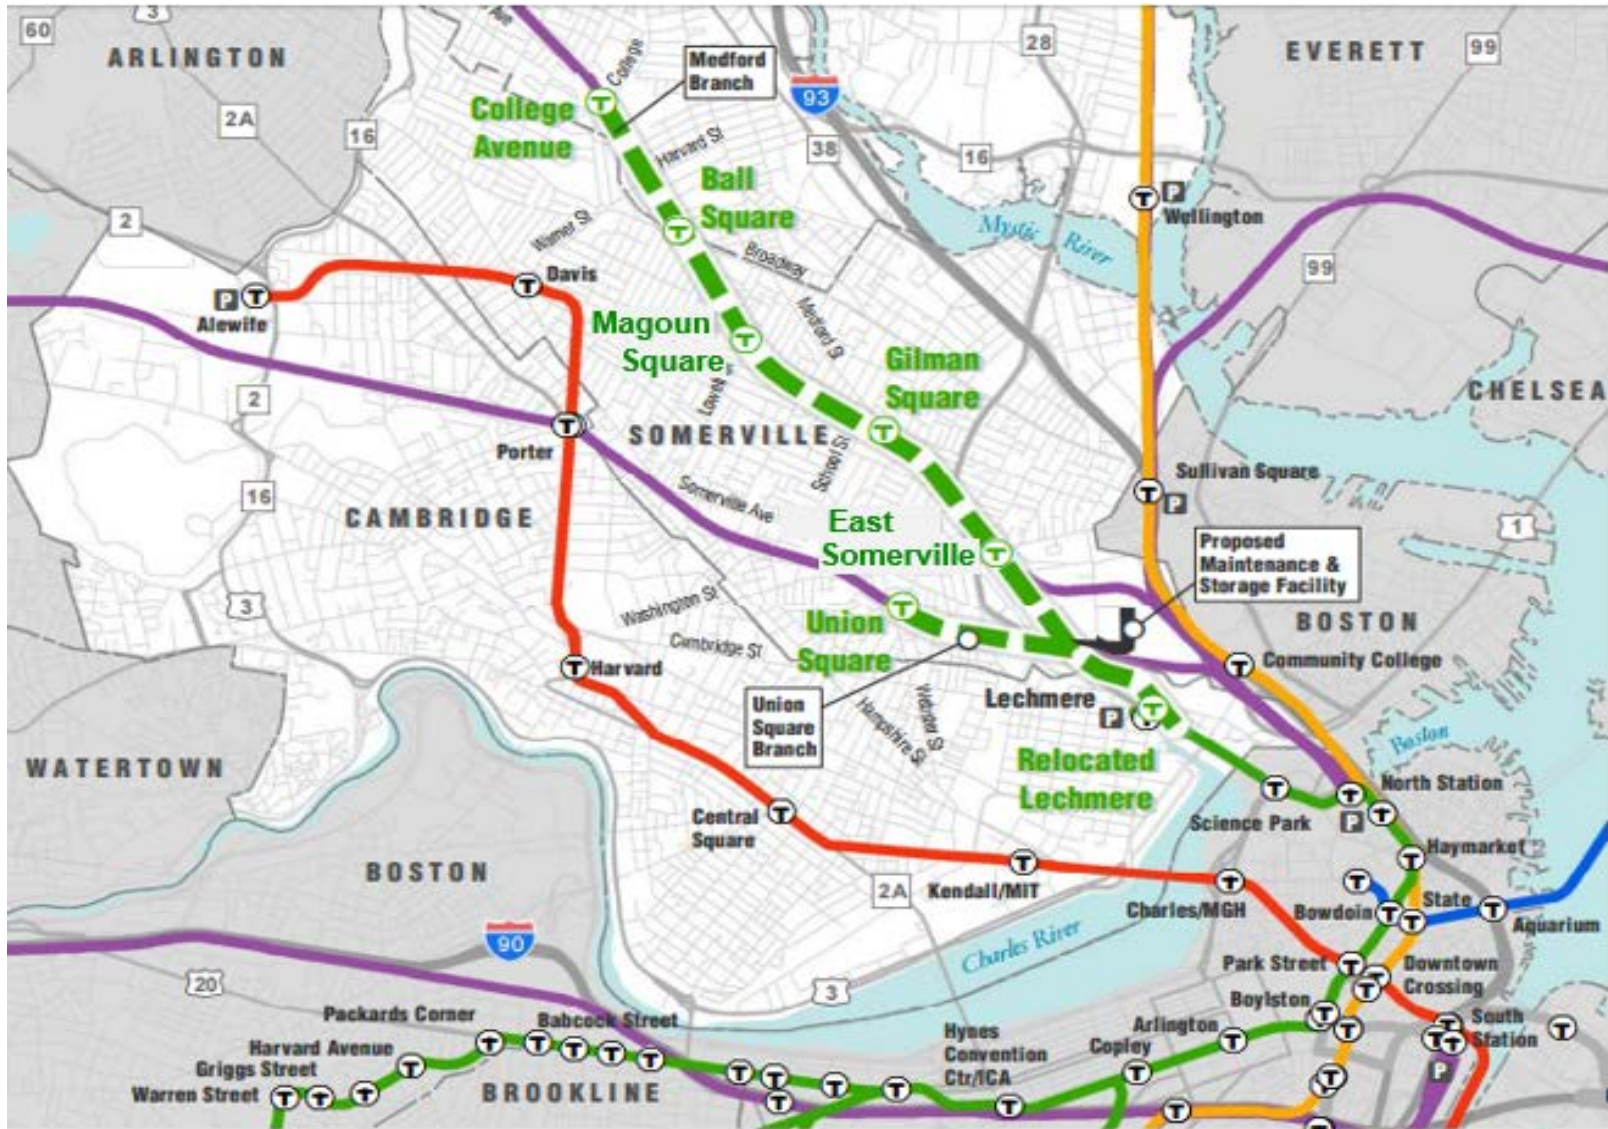 60
3
Ave
ARLINGTON
2A
16
College
Medford
Branch
28
93
EVERETT
99
College
Avenue
Harvard St
38
16
Ball
Square
P
Wellington
Mystic River
2
Warner St
Broadway
99
Davis
P
Alewife
Magoun
Square
Medford St
Gilman
Square
CHELSEA
2
Porter
SOMERVILLE
School St
Sullivan Square
P
16
CAMBRIDGE
Somerville Ave
East
Somerville
1
Proposed
Maintenance &
Storage Facility
3
Washington St
Union
Square
BOSTON
Cambridge St
Harvard
Community College
Union
Square
Branch
Lechmere
P
Webster St
Hampshire St
Boston
WATERTOWN
Relocated
Lechmere
North Station
Central
Square
Science Park
P
Haymarket
BOSTON
2A
Kendall/MIT
Charles/MGH
State
Bowdoin
Aquarium
90
Charles River
20
3
Park Street
Downtown
Crossing
Boylston
Packards Corner
Babcock Street
Hynes
Convention
Ctr/ICA
Arlington
Copley
South
Station
Harvard Avenue
Griggs Street
Warren Street
BROOKLINE
P